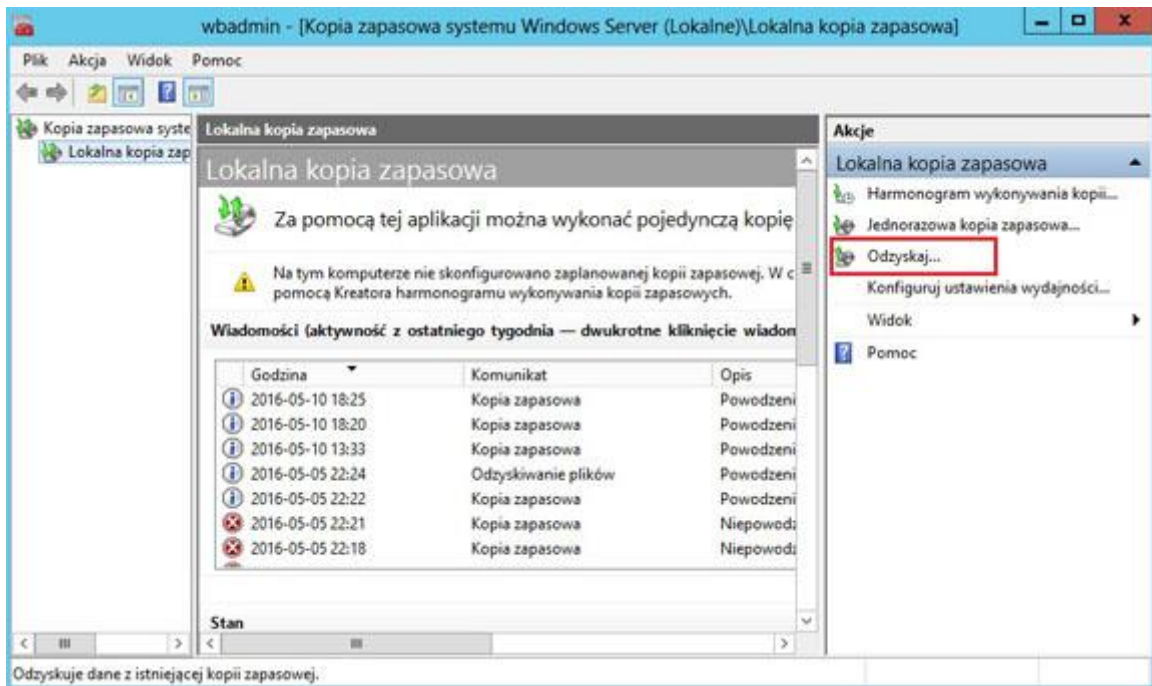 wbadmin - [Kopia zapasowa systemu Windows Server (Lokalne)\Lokalna kopia zapasowa]
Plik Akcja Widok Pomoc
Kopia zapasowa syste
Lokalna kopia zap
Lokalna kopia zapasowa
Lokalna kopia zapasowa
Za pomocą tej aplikacji można wykonać pojedynczą kopię
Na tym komputerze nie skonfigurowano zaplanowanej kopii zapasowej. W c
pomocą Kreatora harmonogramu wykonywania kopii zapasowych.
Wiadomości (aktywność z ostatniego tygodnia — dwukrotne kliknięcie wiadom
Godzina Komunikat Opis
2016-05-10 18:25 Kopia zapasowa Powodzeni
2016-05-10 18:20 Kopia zapasowa Powodzeni
2016-05-10 13:33 Kopia zapasowa Powodzeni
2016-05-05 22:24 Odzyskiwanie plików Powodzeni
2016-05-05 22:22 Kopia zapasowa Powodzeni
2016-05-05 22:21 Kopia zapasowa Niepowodz
2016-05-05 22:18 Kopia zapasowa Niepowodz
Stan
Akcje
Lokalna kopia zapasowa
Harmonogram wykonywania kopii...
Jednorazowa kopia zapasowa...
Odzyskaj...
Konfiguruj ustawienia wydajności...
Widok
Pomoc
Odzyskuje dane z istniejącej kopii zapasowej.